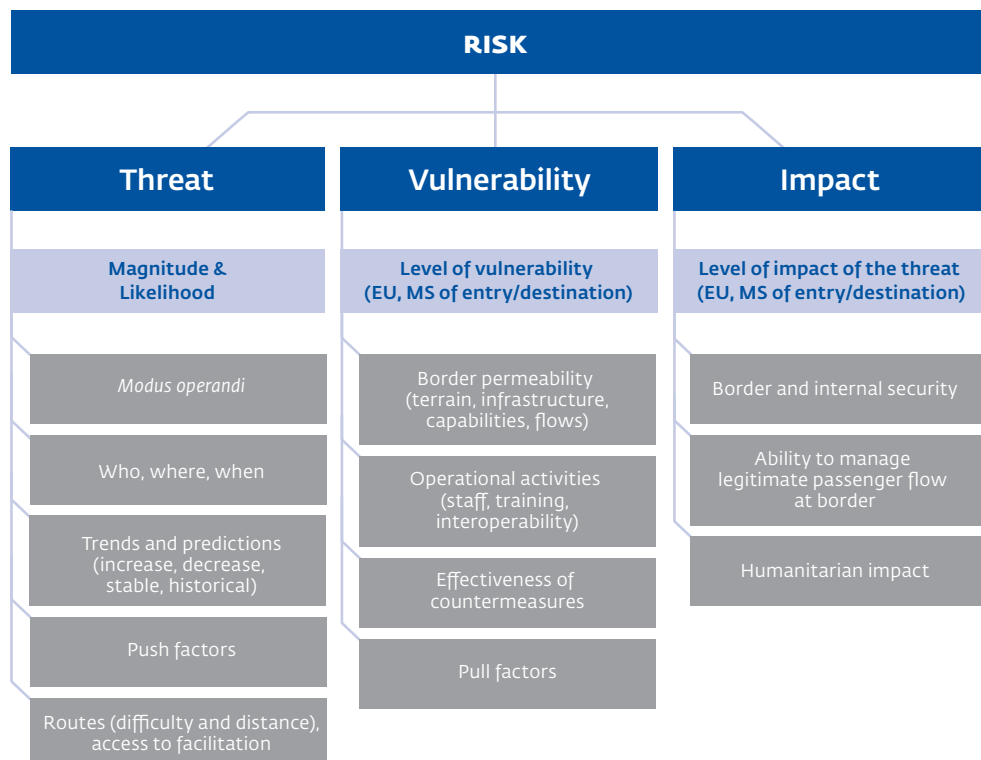 RISK
Threat
Magnitude &
Likelihood
Modus operandi
Who, where, when
Trends and predictions
(increase, decrease,
stable, historical)
Push factors
Routes (difficulty and distance),
access to facilitation
Vulnerability
Level of vulnerability
(EU, MS of entry/destination)
Border permeability
(terrain, infrastructure,
capabilities, flows)
Operational activities
(staff, training,
interoperability)
Effectiveness of
countermeasures
Pull factors
Impact
Level of impact of the threat
(EU, MS of entry/destination)
Border and internal security
Ability to manage
legitimate passenger flow
at border
Humanitarian impact